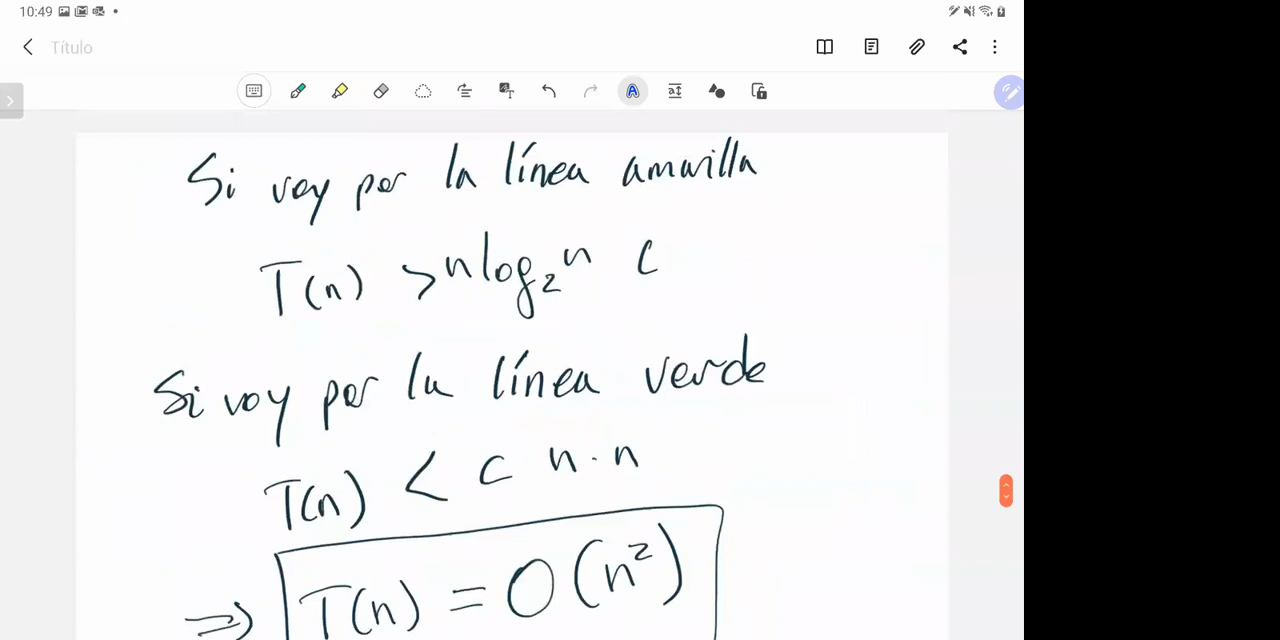 10:49
Título
Si voy por la línea amarilla
T(n) > n log₂ n c
Si voy por la línea verde
T(n) < c n · n
⇒ T(n) = O(n²)